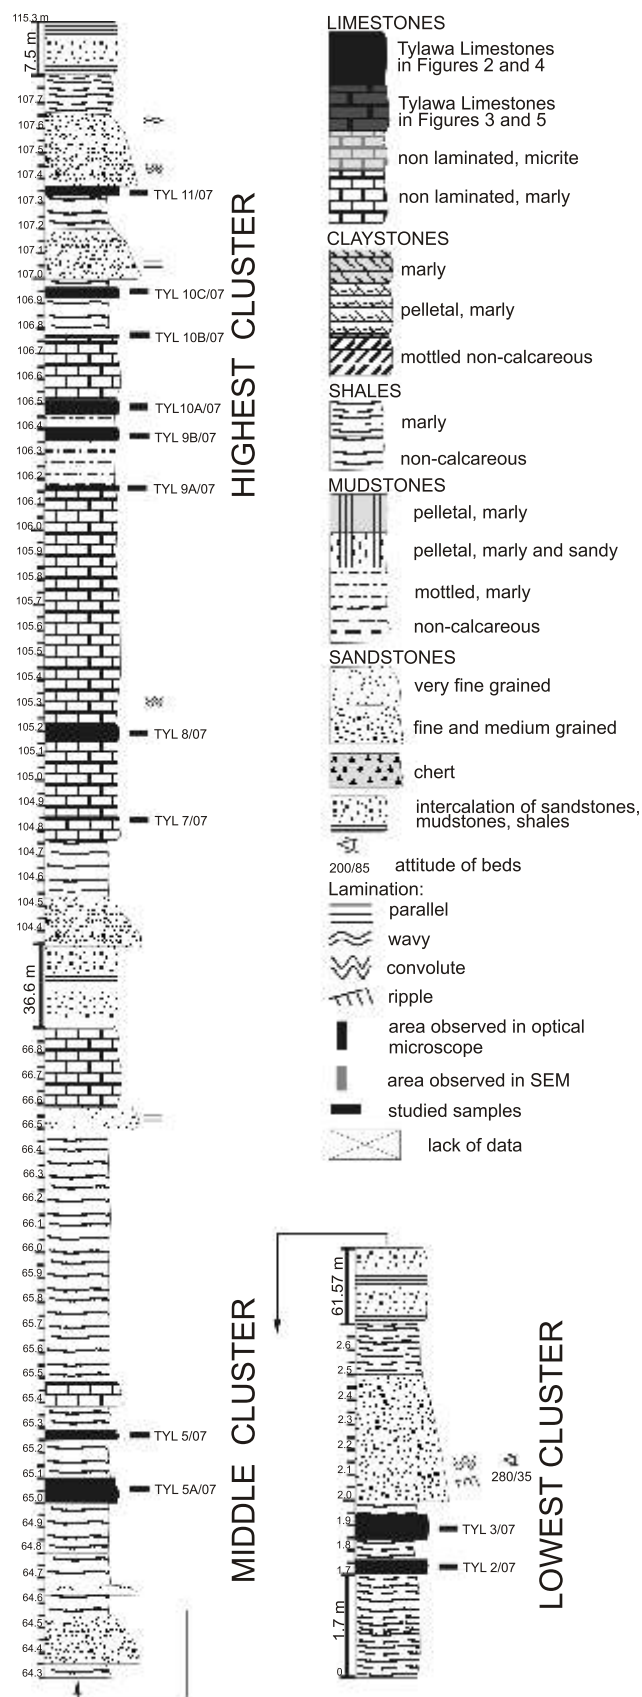 115.3 m
7.5 m
107.7
107.6
107.5
107.4
107.3
107.2
107.1
107.0
106.9
106.8
106.7
106.6
106.5
106.4
106.3
106.2
106.1
106.0
105.9
105.8
105.7
105.6
105.5
105.4
105.3
105.2
105.1
105.0
104.9
104.8
104.7
104.6
104.5
104.4
36.6 m
66.8
66.7
66.6
66.5
66.4
66.3
66.2
66.1
66.0
65.9
65.8
65.7
65.6
65.5
65.4
65.3
65.2
65.1
65.0
64.9
64.8
64.7
64.6
64.5
64.4
64.3
TYL 11/07
TYL 10C/07
TYL 10B/07
TYL10A/07
TYL 9B/07
TYL 9A/07
TYL 8/07
TYL 7/07
TYL 5/07
TYL 5A/07
HIGHEST CLUSTER
MIDDLE CLUSTER
LIMESTONES
Tylawa Limestones
in Figures 2 and 4
Tylawa Limestones
in Figures 3 and 5
non laminated, micrite
non laminated, marly
CLAYSTONES
marly
pelletal, marly
mottled non-calcareous
SHALES
marly
non-calcareous
MUDSTONES
pelletal, marly
pelletal, marly and sandy
mottled, marly
non-calcareous
SANDSTONES
very fine grained
fine and medium grained
chert
intercalation of sandstones,
mudstones, shales
200/85 attitude of beds
Lamination:
parallel
wavy
convolute
ripple
area observed in optical
microscope
area observed in SEM
studied samples
lack of data
61.57 m
2.6
2.5
2.4
2.3
2.2
2.1
2.0
1.9
1.8
1.7
1.7 m
0
280/35
TYL 3/07
TYL 2/07
LOWEST CLUSTER